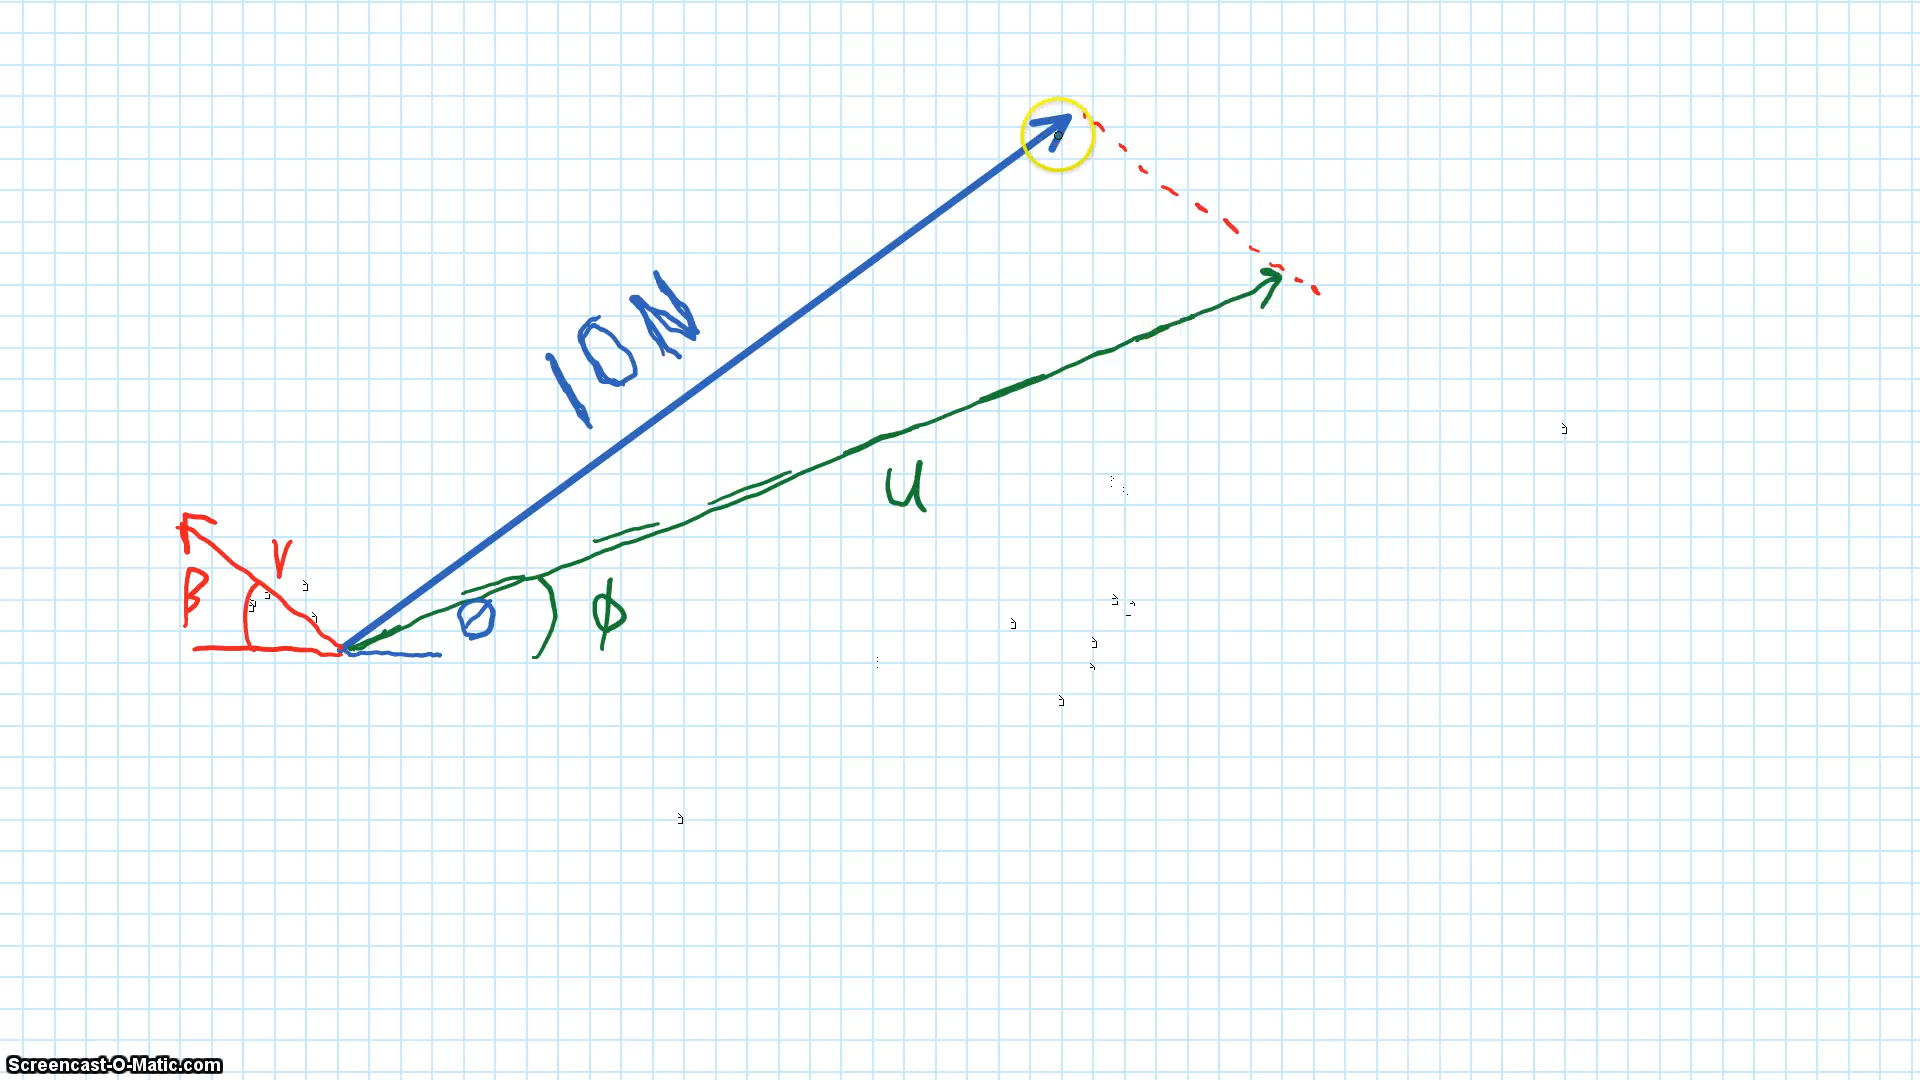 10N
U
V
β
θ
ϕ
Screencast-O-Matic.com